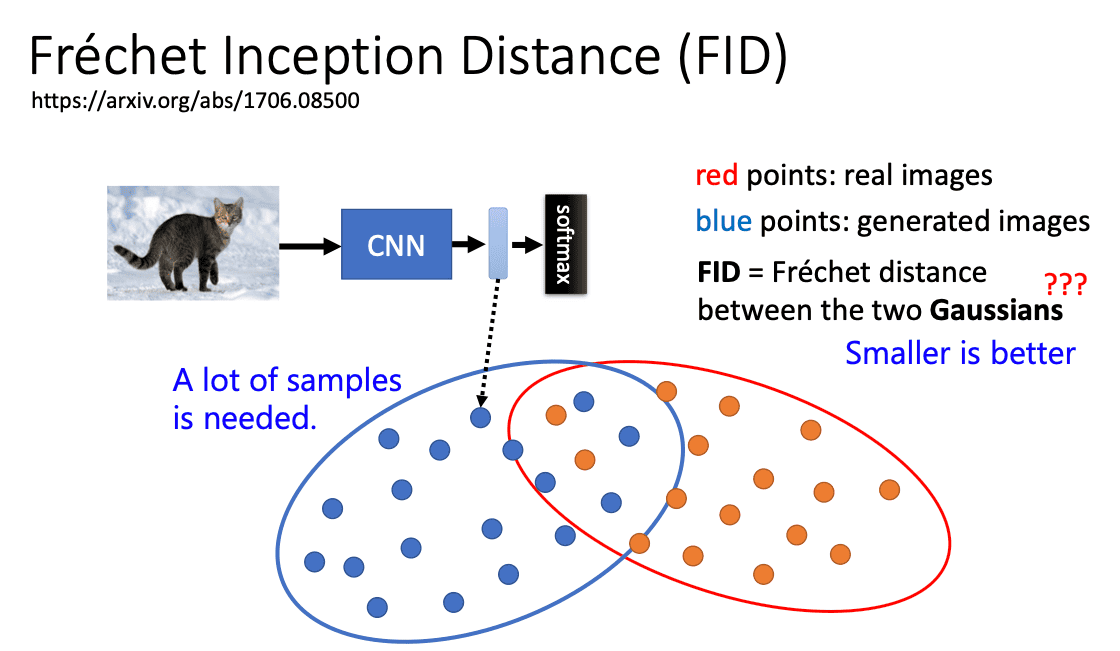 Fréchet Inception Distance (FID)
https://arxiv.org/abs/1706.08500
CNN
softmax
red points: real images
blue points: generated images
FID = Fréchet distance
between the two Gaussians
???
Smaller is better
A lot of samples
is needed.